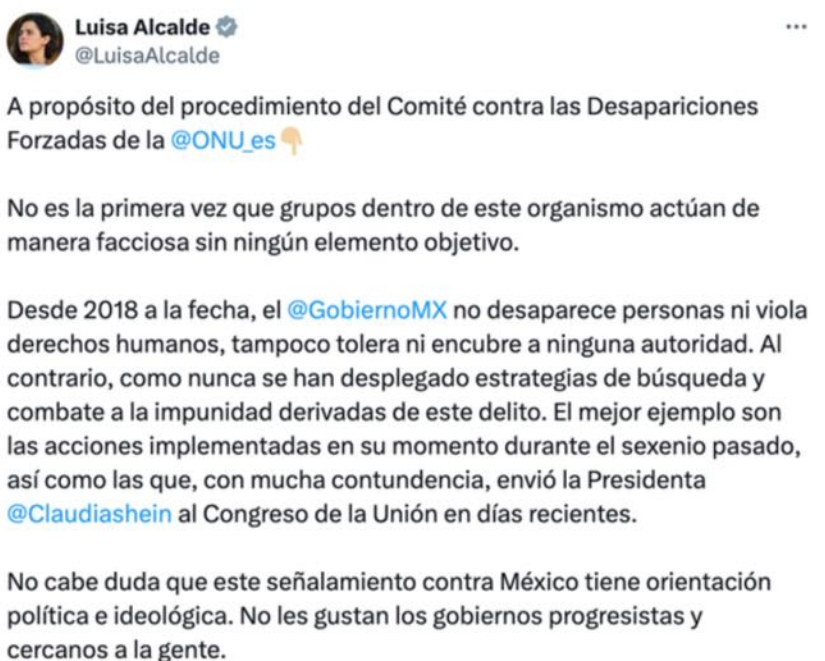 Luisa Alcalde
@LuisaAlcalde
A propósito del procedimiento del Comité contra las Desapariciones
Forzadas de la @ONU_es👇🏼
No es la primera vez que grupos dentro de este organismo actúan de
manera facciosa sin ningún elemento objetivo.
Desde 2018 a la fecha, el @GobiernoMX no desaparece personas ni viola
derechos humanos, tampoco tolera ni encubre a ninguna autoridad. Al
contrario, como nunca se han desplegado estrategias de búsqueda y
combate a la impunidad derivadas de este delito. El mejor ejemplo son
las acciones implementadas en su momento durante el sexenio pasado,
así como las que, con mucha contundencia, envió la Presidenta
@Claudiashein al Congreso de la Unión en días recientes.
No cabe duda que este señalamiento contra México tiene orientación
política e ideológica. No les gustan los gobiernos progresistas y
cercanos a la gente.